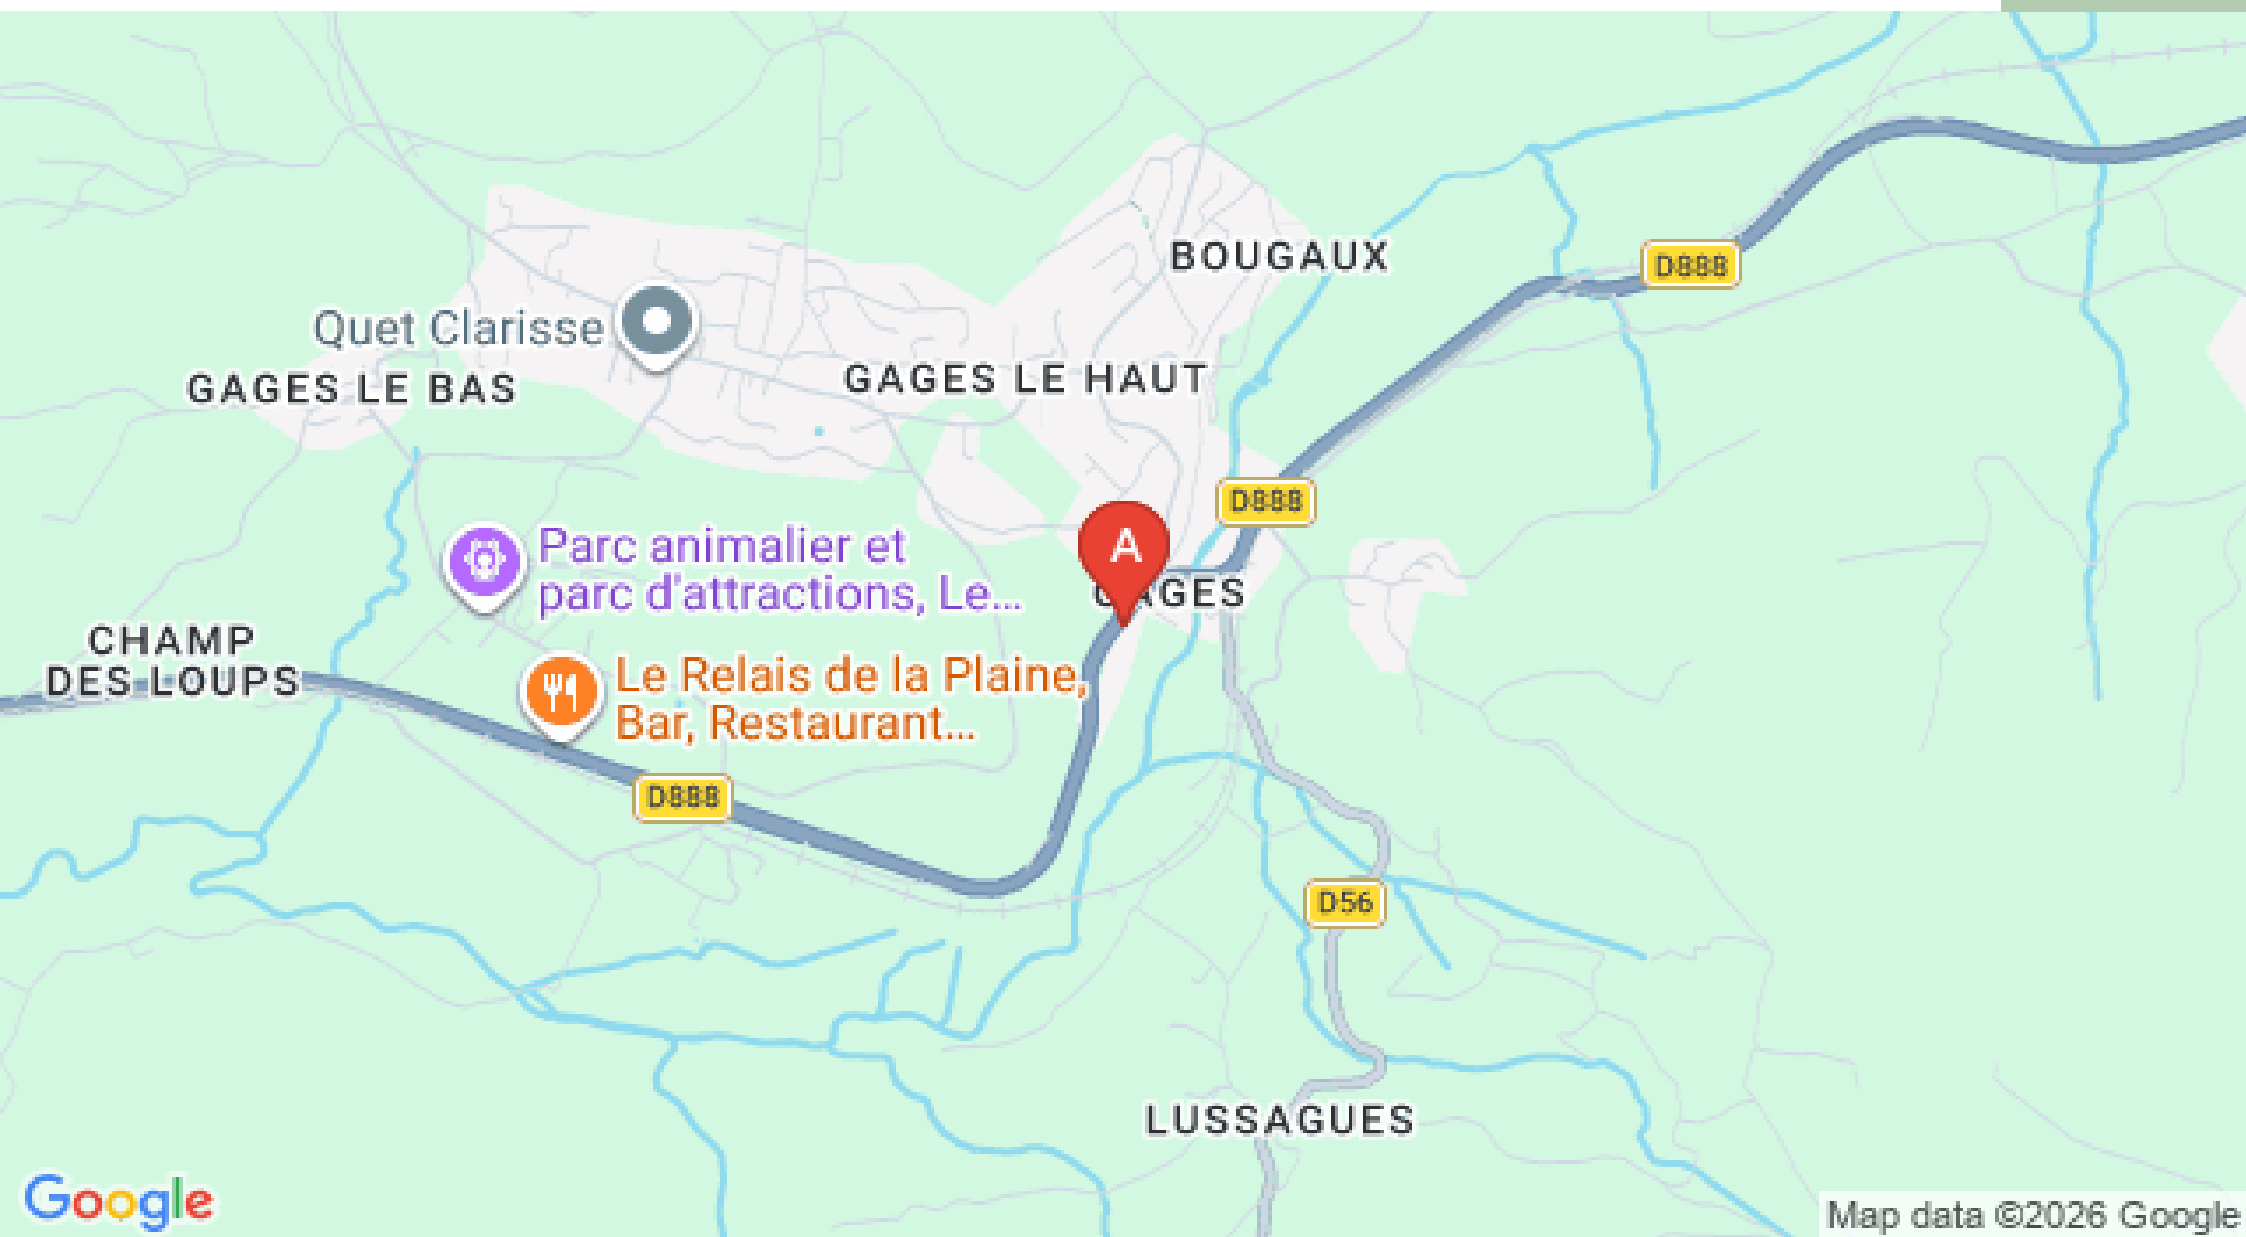 BOUGAUX
D888
Quet Clarisse
GAGES LE BAS
GAGES LE HAUT
D888
A
GAGES
Parc animalier et
parc d'attractions, Le...
CHAMP
DES LOUPS
Le Relais de la Plaine,
Bar, Restaurant...
D888
D56
LUSSAGUES
Google
Map data ©2026 Google